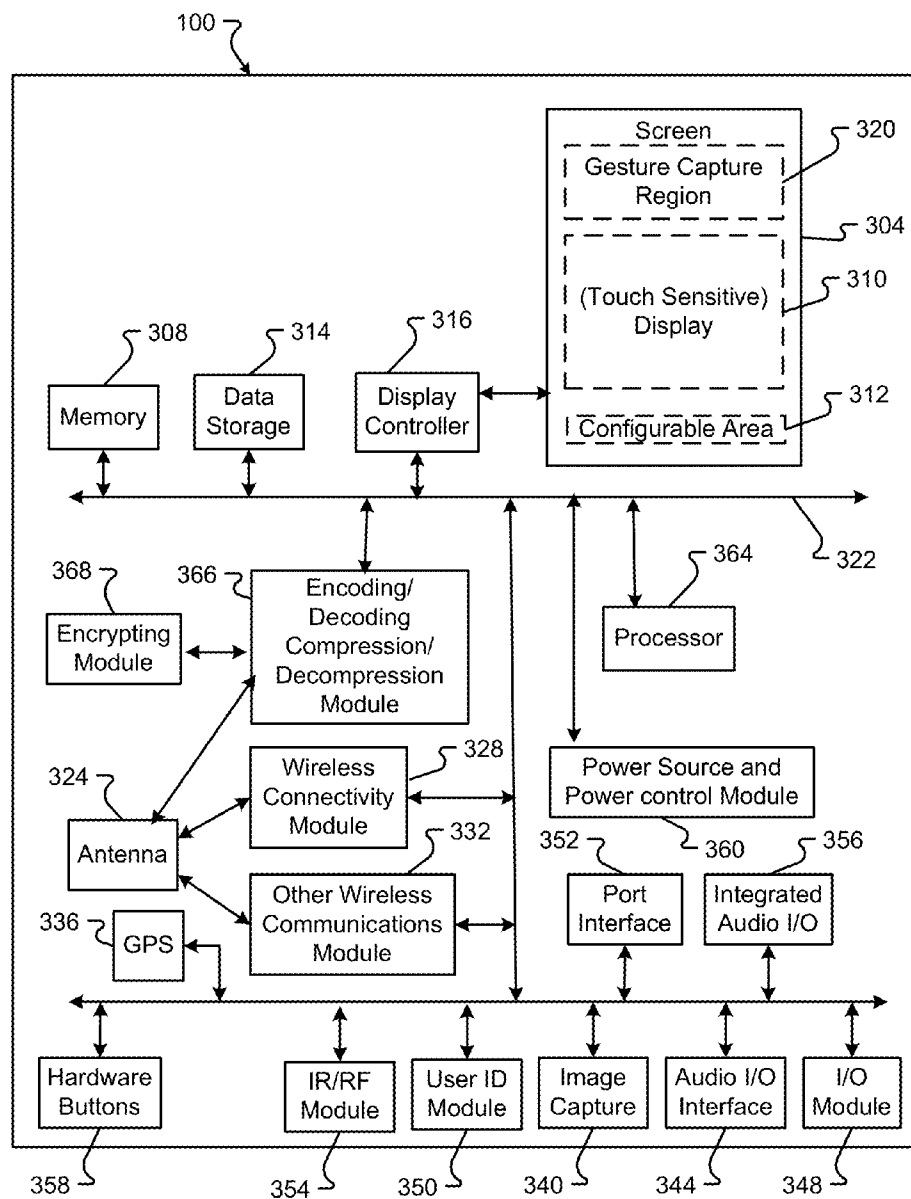 100
Screen
320
Gesture Capture
Region
304
(Touch Sensitive)
Display
310
308
314
316
Memory
Data
Storage
Display
Controller
312
Configurable Area
322
368
366
364
Encrypting
Module
Encoding/
Decoding
Compression/
Decompression
Module
Processor
324
328
Wireless
Connectivity
Module
Power Source and
Power control Module
Antenna
332
352
360
356
Other Wireless
Communications
Module
Port
Interface
Integrated
Audio I/O
336
GPS
Hardware
Buttons
IR/RF
Module
User ID
Module
Image
Capture
Audio I/O
Interface
I/O
Module
358
354
350
340
344
348